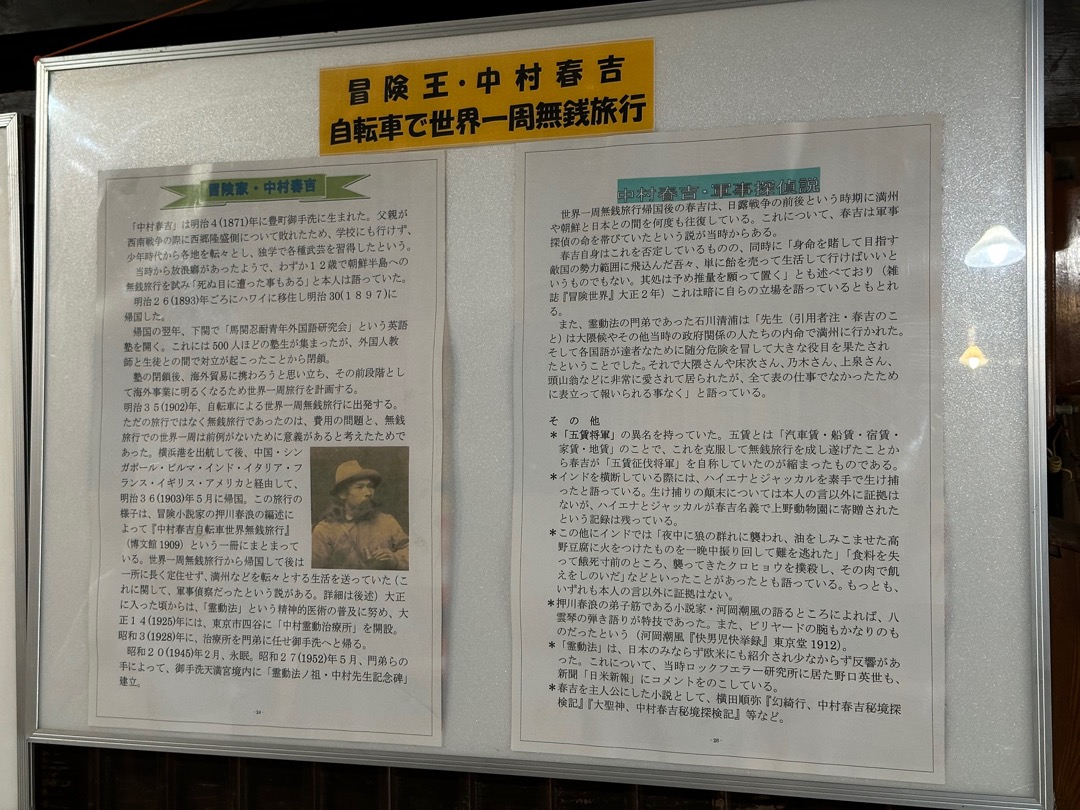 冒険王・中村春吉
自転車で世界一周無銭旅行
冒険家・中村春吉
「中村春吉」は明治４(1871)年に豊町御手洗に生まれた。父親が
西南戦争の際に西郷隆盛側について敗れたため、学校にも行けず、
少年時代から各地を転々とし、独学で各種武芸を習得したという。
当時から放浪癖があったようで、わずか１２歳で朝鮮半島への
無銭旅行を試み「死ぬ目に遭った事もある」と本人は語っていた。
明治２６(1893)年ごろにハワイに移住し明治30(１８９７)に
帰国した。
帰国の翌年、下関で「馬関忍耐青年外国語研究会」という英語
塾を開く。これには500人ほどの塾生が集まったが、外国人教
師と生徒との間で対立が起こったことから閉鎖。
塾の閉鎖後、海外貿易に携わろうと思い立ち、その前段階とし
て海外事業に明るくなるため世界一周旅行を計画する。
明治３５(1902)年、自転車による世界一周無銭旅行に出発する。
ただの旅行ではなく無銭旅行であったのは、費用の問題と、無銭
旅行での世界一周は前例がないために意義があると考えたためで
あった。横浜港を出航して後、中国・シン
ガポール・ビルマ・インド・イタリア・フ
ランス・イギリス・アメリカと経由して、
明治３６(1903)年５月に帰国。この旅行の
様子は、冒険小説家の押川春浪の編述に
よって『中村春吉自転車世界無銭旅行』
（博文館1909）という一冊にまとまって
いる。世界一周無銭旅行から帰国して後は
一所に長く定住せず、満州などを転々とする生活を送っていた（こ
れに関して、軍事偵察だったという説がある。詳細は後述）大正
に入った頃からは、「霊動法」という精神的医術の普及に努め、大
正１４(1925)年には、東京市四谷に「中村霊動治療所」を開設。
昭和３(1928)年に、治療所を門弟に任せ御手洗へと帰る。
昭和２０(1945)年２月、永眠。昭和２７(1952)年５月、門弟らの
手によって、御手洗天満宮境内に「霊動法ノ祖・中村先生記念碑」
建立。
-24-
中村春吉・軍事探偵説
世界一周無銭旅行帰国後の春吉は、日露戦争の前後という時期に満州
や朝鮮と日本との間を何度も往復している。これについて、春吉は軍事
探偵の命を帯びていたという説が当時からある。
春吉自身はこれを否定しているものの、同時に「身命を賭して目指す
敵国の勢力範囲に飛込んだ吾々、単に飴を売って生活して行けばいいと
いうものでもない。其処は予め推量を願って置く」とも述べており（雑
誌『冒険世界』大正２年）これは暗に自らの立場を語っているともとれ
る。
また、霊動法の門弟であった石川清浦は「先生（引用者注・春吉のこ
と）は大隈候やその他当時の政府関係の人たちの内命で満州に行かれた。
そして各国語が達者なために随分危険を冒して大きな役目を果たされ
たということでした。それで大隈さんや床次さん、乃木さん、上泉さん、
頭山翁などに非常に愛されて居られたが、全て表の仕事でなかったため
に表立って報いられる事なく」と語っている。
その他
＊「五賃将軍」の異名を持っていた。五賃とは「汽車賃・船賃・宿賃・
家賃・地賃」のことで、これを克服して無銭旅行を成し遂げたことか
ら春吉が「五賃征伐将軍」を自称していたのが縮まったものである。
＊インドを横断している際には、ハイエナとジャッカルを素手で生け捕
ったと語っている。生け捕りの顛末については本人の言以外に証拠は
ないが、ハイエナとジャッカルが春吉名義で上野動物園に寄贈された
という記録は残っている。
＊この他にインドでは「夜中に狼の群れに襲われ、油をしみこませた高
野豆腐に火をつけたものを一晩中振り回して難を逃れた」「食料を失
って餓死寸前のところ、襲ってきたクロヒョウを撲殺し、その肉で飢
えをしのいだ」などといったことがあったとも語っている。もっとも、
いずれも本人の言以外に証拠はない。
＊押川春浪の弟子筋である小説家・河岡潮風の語るところによれば、八
雲琴の弾き語りが特技であった。また、ビリヤードの腕もかなりのも
のだったという（河岡潮風『快男児快挙録』東京堂1912）。
＊「霊動法」は、日本のみならず欧米にも紹介され少なからず反響があ
った。これについて、当時ロックフエラー研究所に居た野口英世も、
新聞「日米新報」にコメントをのこしている。
＊春吉を主人公にした小説として、横田順弥『幻綺行、中村春吉秘境探
検記』『大聖神、中村春吉秘境探検記』等など。
-26-